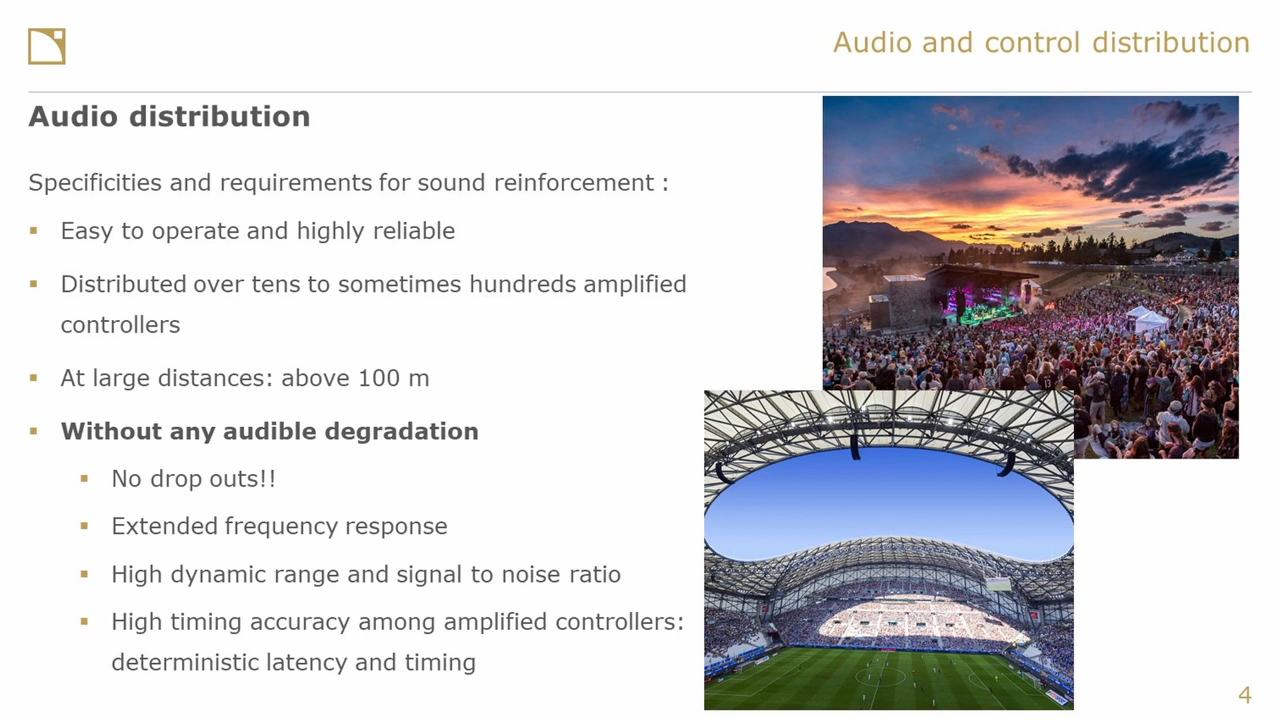 Audio and control distribution
Audio distribution
Specificities and requirements for sound reinforcement :
▪ Easy to operate and highly reliable
▪ Distributed over tens to sometimes hundreds amplified
controllers
▪ At large distances: above 100 m
▪ Without any audible degradation
▪ No drop outs!!
▪ Extended frequency response
▪ High dynamic range and signal to noise ratio
▪ High timing accuracy among amplified controllers:
deterministic latency and timing
4